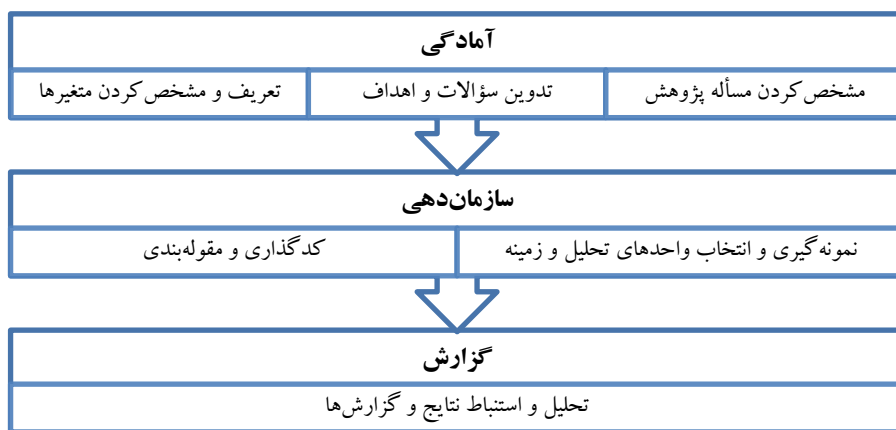 آمادگی
مشخص‌کردن مسأله پژوهش
تدوین سؤالات و اهداف
تعریف و مشخص‌کردن متغیرها
سازمان‌دهی
نمونه‌گیری و انتخاب واحدهای تحلیل و زمینه
کدگذاری و مقوله‌بندی
گزارش
تحلیل و استنباط نتایج و گزارش‌ها